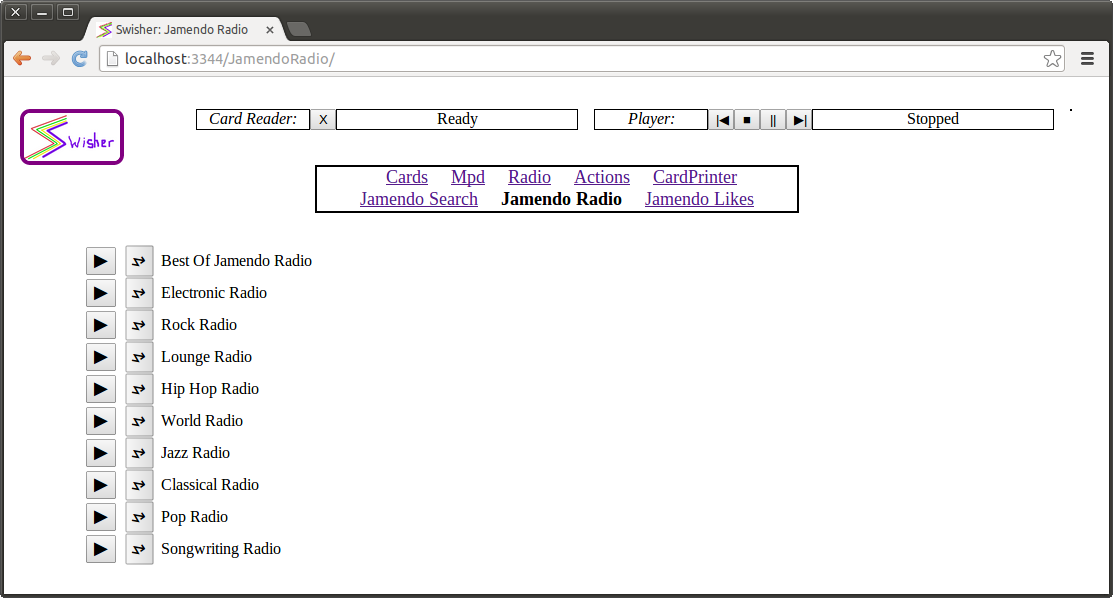 Swisher: Jamendo Radio
localhost:3344/JamendoRadio/
Swisher
Card Reader: X Ready Player: Stopped
Cards Mpd Radio Actions CardPrinter
Jamendo Search Jamendo Radio Jamendo Likes
Best Of Jamendo Radio
Electronic Radio
Rock Radio
Lounge Radio
Hip Hop Radio
World Radio
Jazz Radio
Classical Radio
Pop Radio
Songwriting Radio